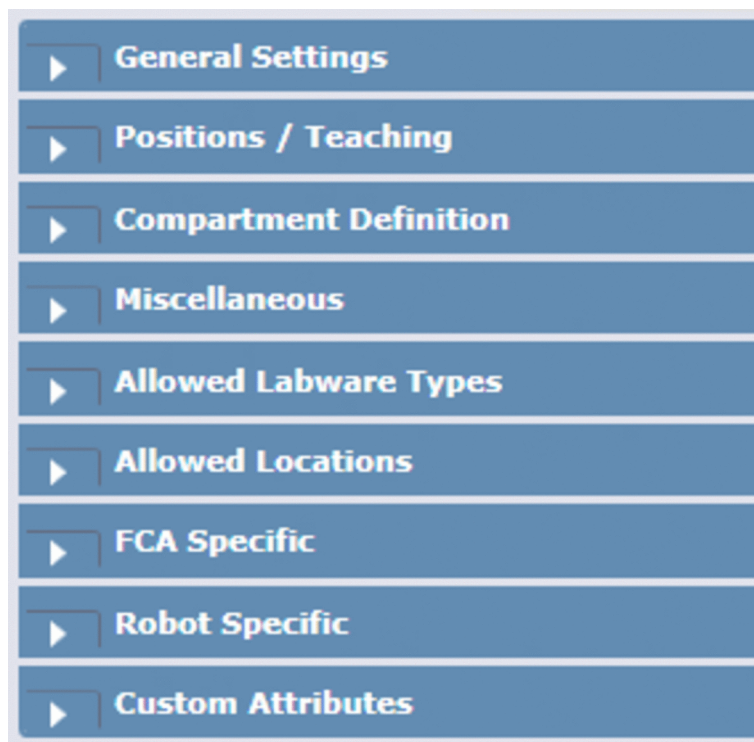 General Settings
Positions / Teaching
Compartment Definition
Miscellaneous
Allowed Labware Types
Allowed Locations
FCA Specific
Robot Specific
Custom Attributes